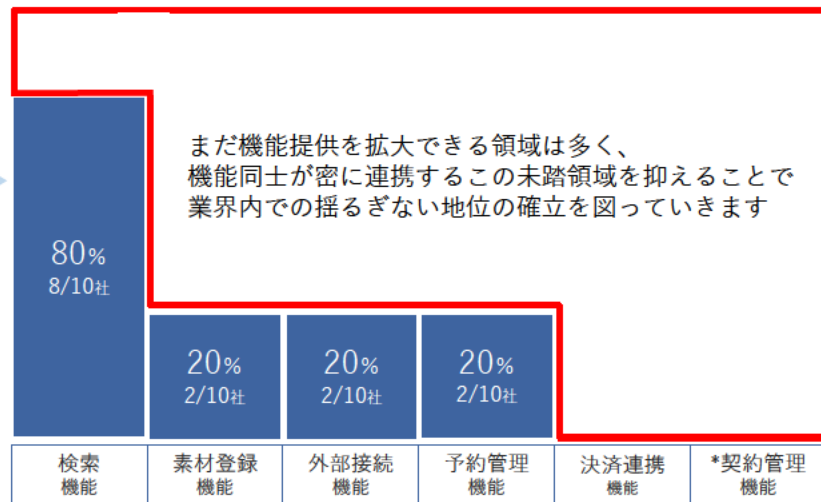 まだ機能提供を拡大できる領域は多く、
機能同士が密に連携するこの未踏領域を抑えることで
業界内での揺るぎない地位の確立を図っていきます
80%
8/10社
20%
2/10社
20%
2/10社
20%
2/10社
検索
機能
素材登録
機能
外部接続
機能
予約管理
機能
決済連携
機能
*契約管理
機能